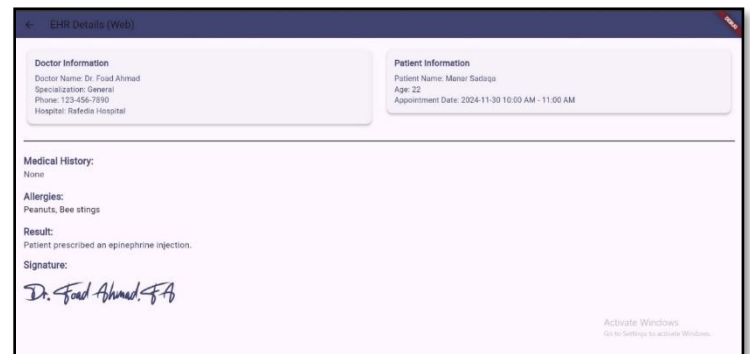 EHR Details (Web)
DEBUG
Doctor Information
Doctor Name: Dr. Foad Ahmad
Specialization: General
Phone: 123-456-7890
Hospital: Rafedia Hospital
Patient Information
Patient Name: Manar Sadaqa
Age: 22
Appointment Date: 2024-11-30 10:00 AM - 11:00 AM
Medical History:
None
Allergies:
Peanuts, Bee stings
Result:
Patient prescribed an epinephrine injection.
Signature:
Dr. Foad Ahmad. FA
Activate Windows
Go to Settings to activate Windows.